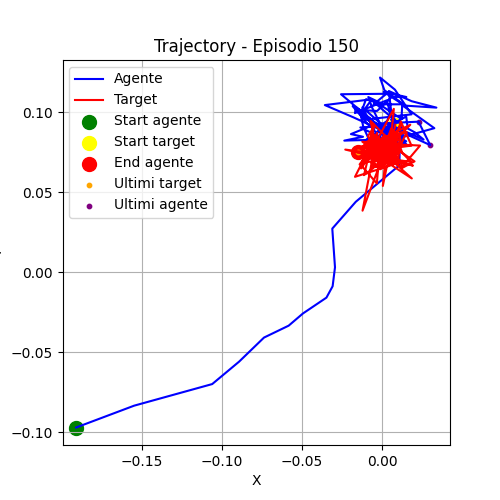 Trajectory - Episodio 150
Agente
Target
Start agente
Start target
End agente
Ultimi target
Ultimi agente
0.10
0.05
0.00
−0.05
−0.10
−0.15
−0.10
−0.05
0.00
X